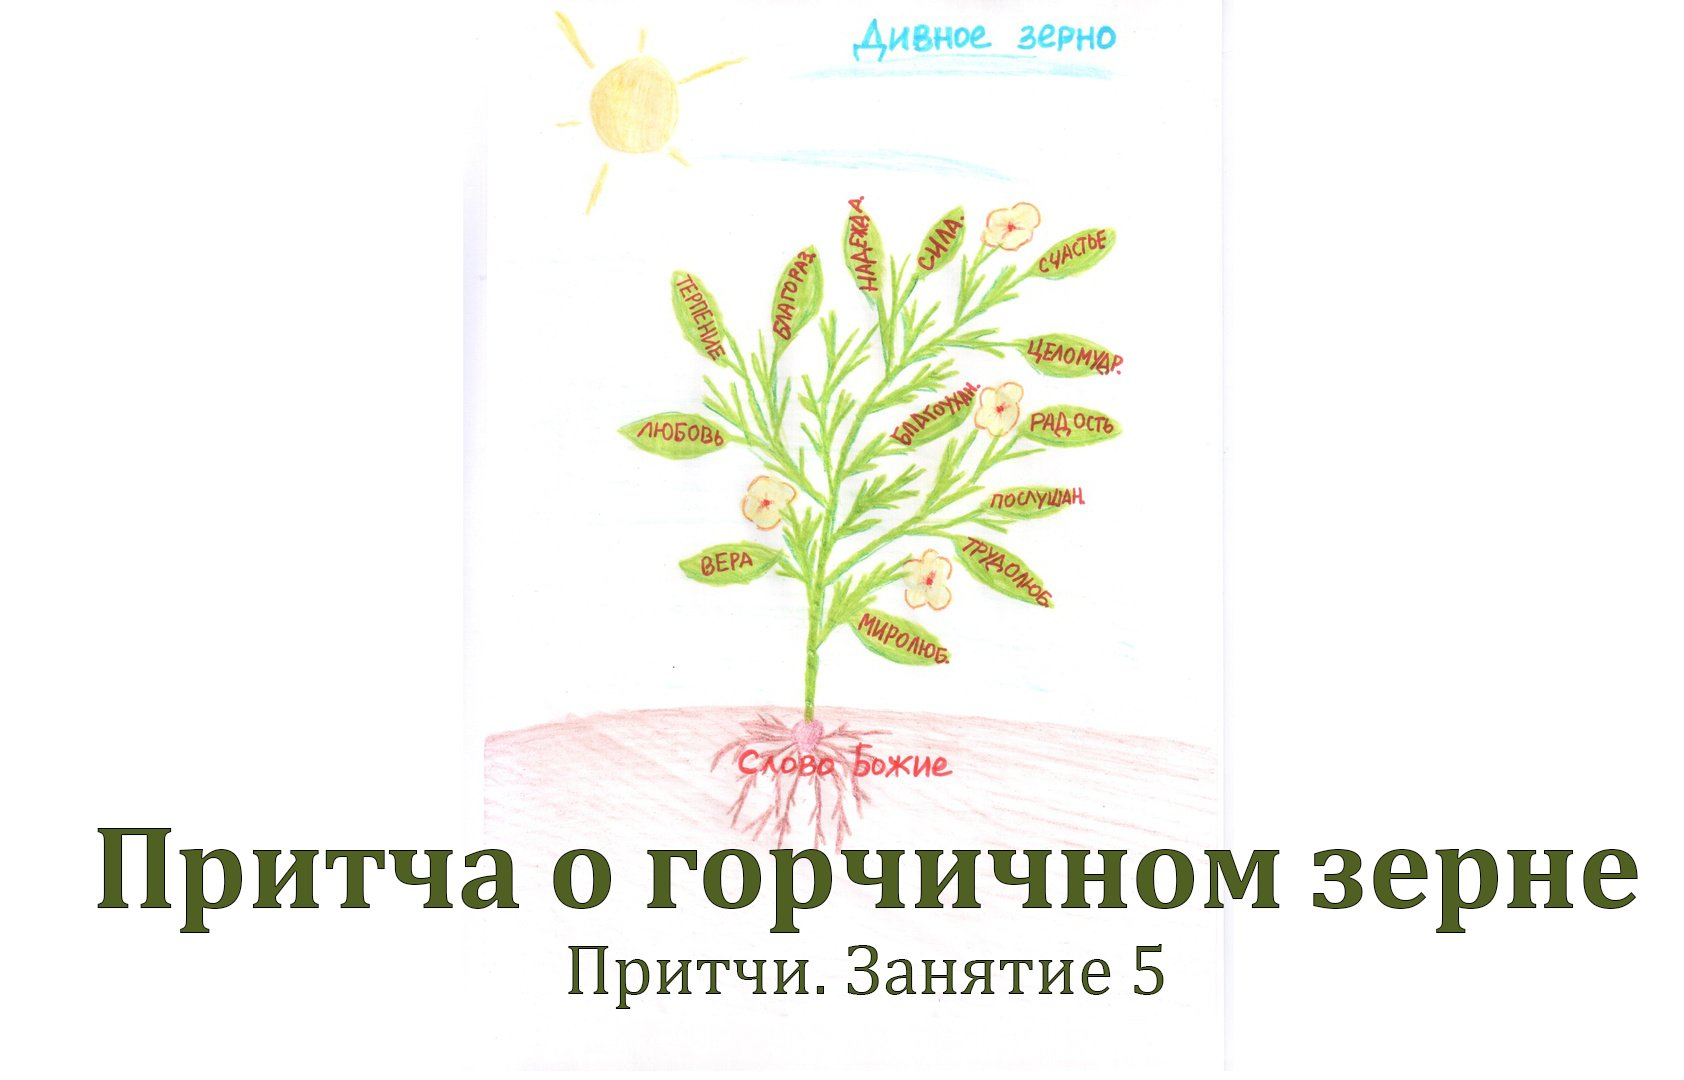 Дивное зерно
НАДЕЖДА.
СИЛА.
СЧАСТЬЕ
БЛАГОРАЗ.
ТЕРПЕНИЕ
ЦЕЛОМУДР.
БЛАГОУХАН.
РАДОСТЬ
ЛЮБОВЬ
ПОСЛУШАН.
ВЕРА
ТРУДОЛЮБ.
МИРОЛЮБ.
Слово Божие
Притча о горчичном зерне
Притчи. Занятие 5